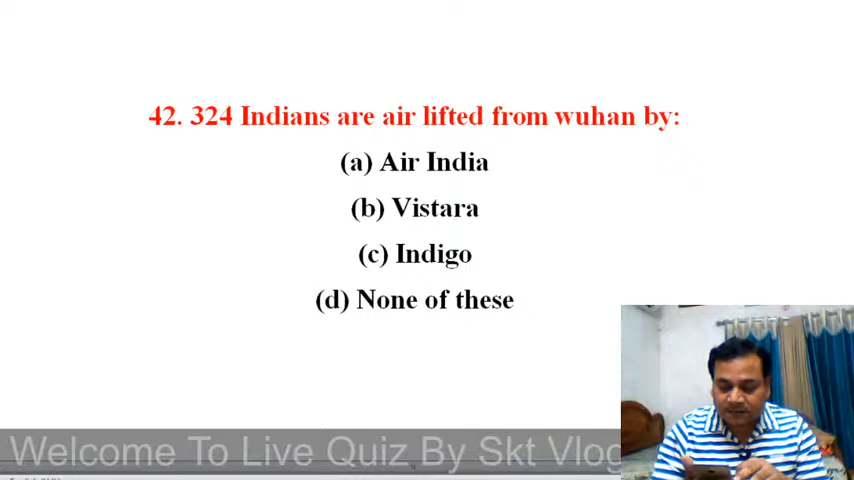 42. 324 Indians are air lifted from wuhan by:
(a) Air India
(b) Vistara
(c) Indigo
(d) None of these
Welcome To Live Quiz By Skt Vlog